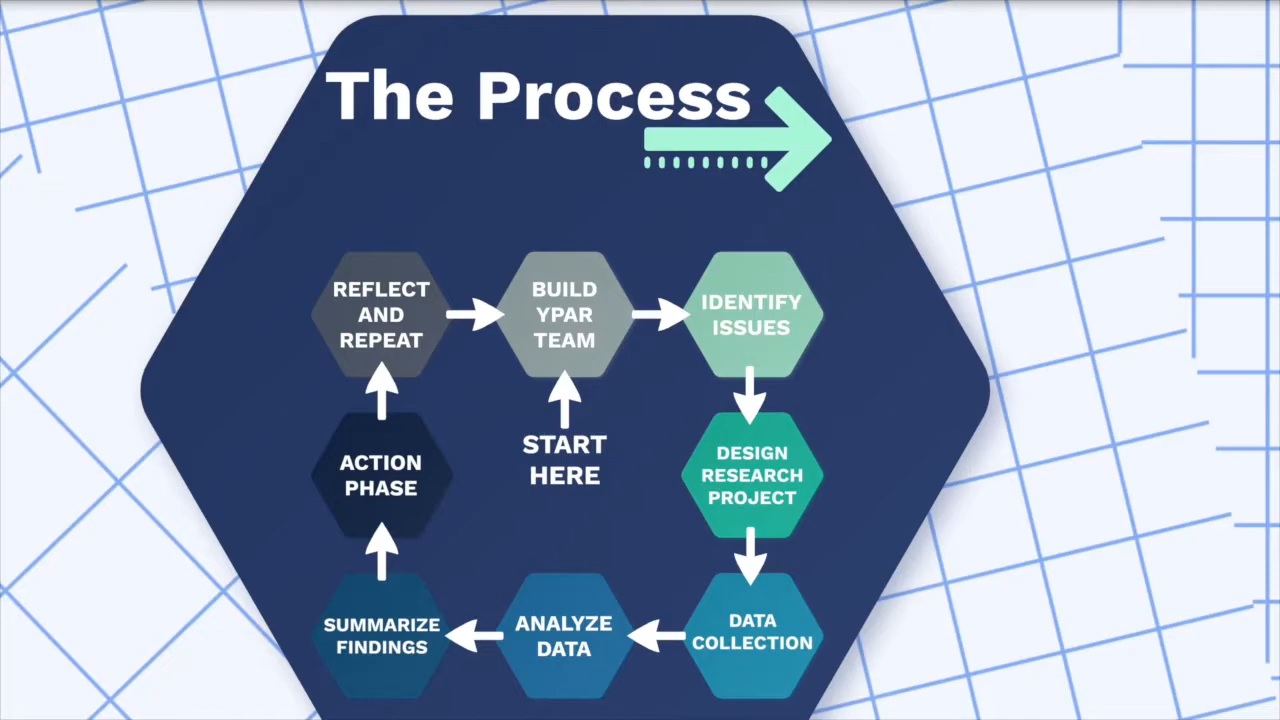 The Process
REFLECT
AND
REPEAT
BUILD
YPAR
TEAM
IDENTIFY
ISSUES
START
HERE
ACTION
PHASE
DESIGN
RESEARCH
PROJECT
SUMMARIZE
FINDINGS
ANALYZE
DATA
DATA
COLLECTION